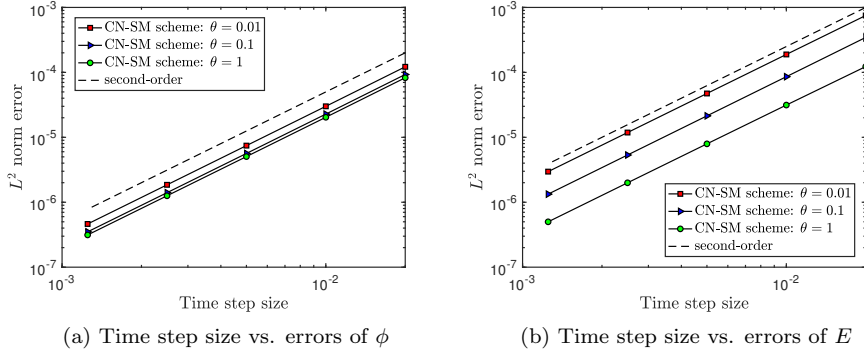 10^-3
10^-4
10^-5
10^-6
10^-7
L^2 norm error
CN-SM scheme: θ = 0.01
CN-SM scheme: θ = 0.1
CN-SM scheme: θ = 1
second-order
10^-3
10^-2
Time step size
(a) Time step size vs. errors of ϕ
10^-3
10^-4
10^-5
10^-6
10^-7
L^2 norm error
CN-SM scheme: θ = 0.01
CN-SM scheme: θ = 0.1
CN-SM scheme: θ = 1
second-order
10^-3
10^-2
Time step size
(b) Time step size vs. errors of E